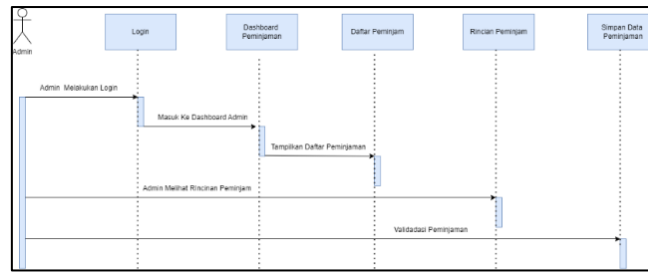 Admin
Login
Dashboard
Peminjaman
Daftar Peminjam
Rincian Peminjam
Simpan Data
Peminjaman
Admin Melakukan Login
Masuk Ke Dashboard Admin
Tampilkan Daftar Peminjaman
Admin Melihat Rincinan Peminjam
Validadasi Peminjaman